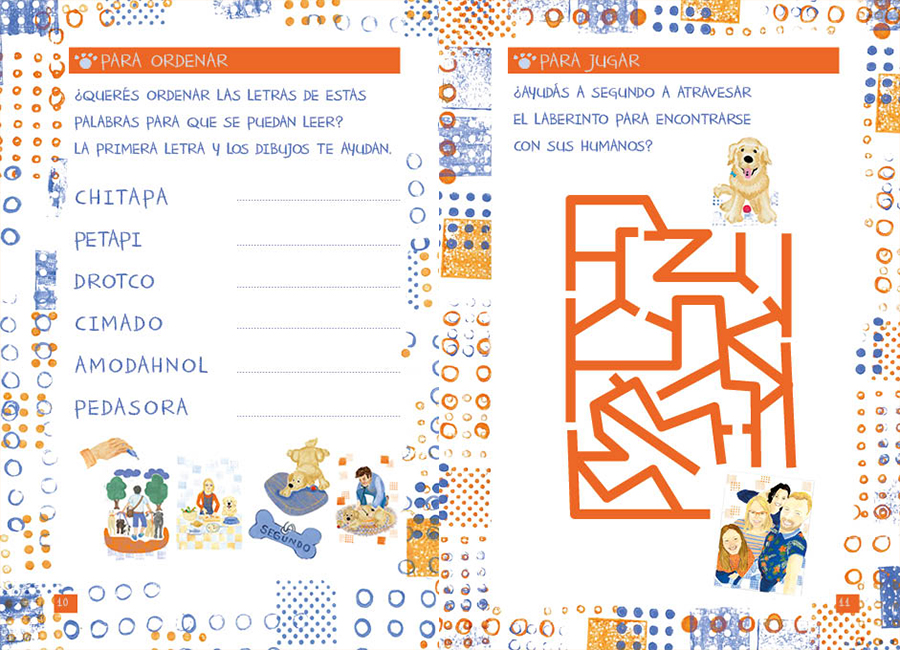 PARA ORDENAR
¿QUERÉS ORDENAR LAS LETRAS DE ESTAS
PALABRAS PARA QUE SE PUEDAN LEER?
LA PRIMERA LETRA Y LOS DIBUJOS TE AYUDAN.
CHITAPA
PETAPI
DROTCO
CIMADO
AMODAHNOL
PEDASORA
SEGUNDO
10
PARA JUGAR
¿AYUDÁS A SEGUNDO A ATRAVESAR
EL LABERINTO PARA ENCONTRARSE
CON SUS HUMANOS?
11